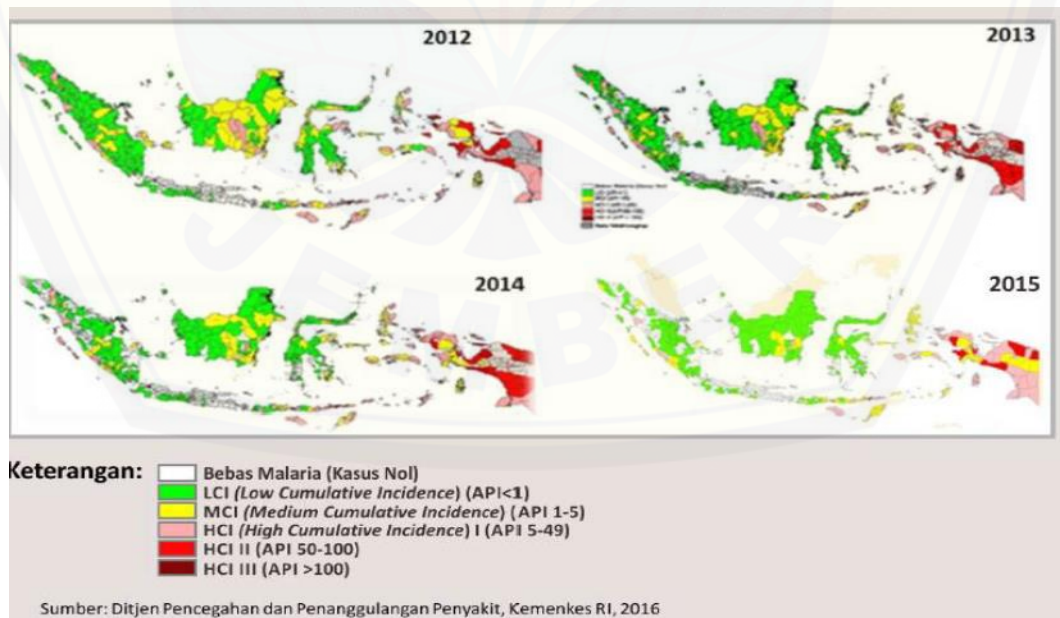 2012
2013
2014
2015
JEMBER
Keterangan:
Bebas Malaria (Kasus Nol)
LCI (Low Cumulative Incidence) (API<1)
MCI (Medium Cumulative Incidence) (API 1-5)
HCI (High Cumulative Incidence) I (API 5-49)
HCI II (API 50-100)
HCI III (API >100)
Sumber: Ditjen Pencegahan dan Penanggulangan Penyakit, Kemenkes RI, 2016